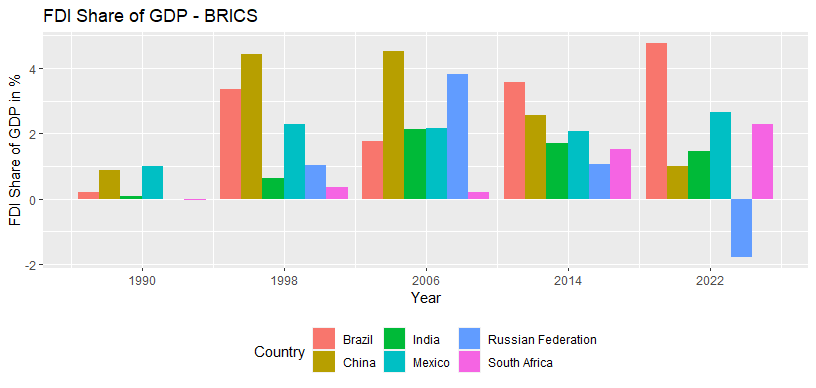 FDI Share of GDP - BRICS
FDI Share of GDP in %
4
2
0
-2
1990 1998 2006 2014 2022
Year
Country
Brazil India Russian Federation
China Mexico South Africa